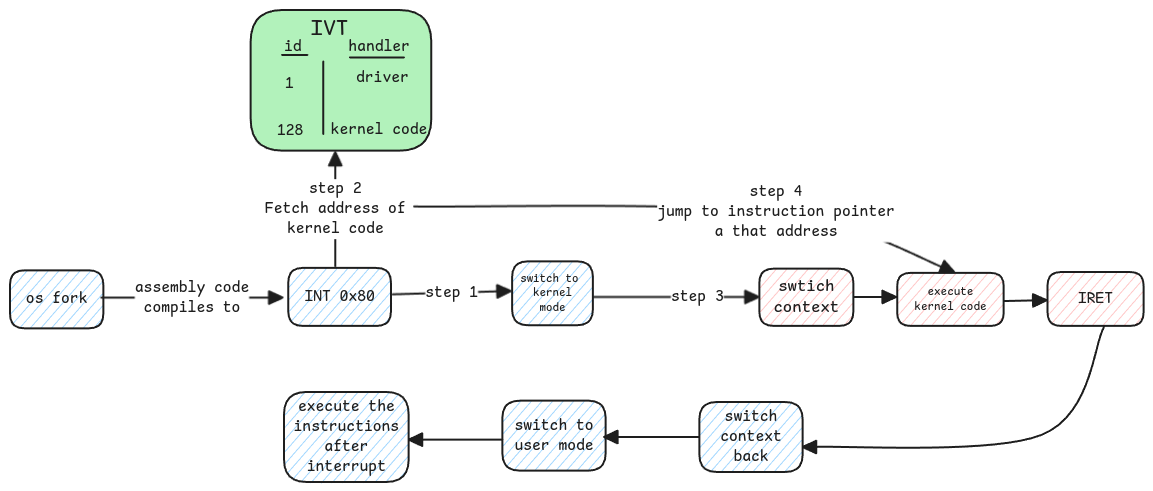 IVT
id handler
1 driver
128 kernel code
step 2
Fetch address of
kernel code
step 4
jump to instruction pointer
a that address
os fork
assembly code
compiles to
INT 0x80
step 1
switch to
kernel
mode
step 3
swtich
context
execute
kernel code
IRET
execute the
instructions
after
interrupt
switch to
user mode
switch
context
back